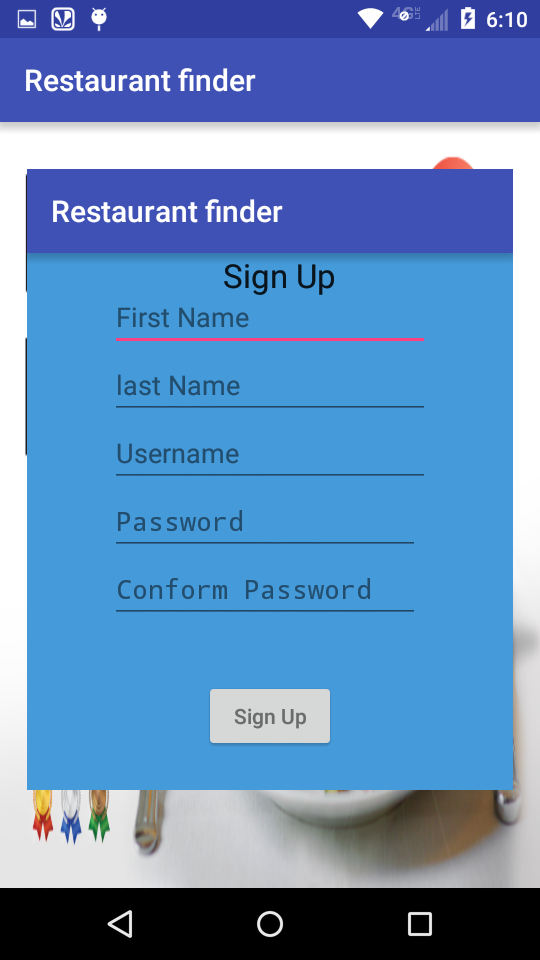 6:10
Restaurant finder
Restaurant finder
Sign Up
First Name
last Name
Username
Password
Conform Password
Sign Up